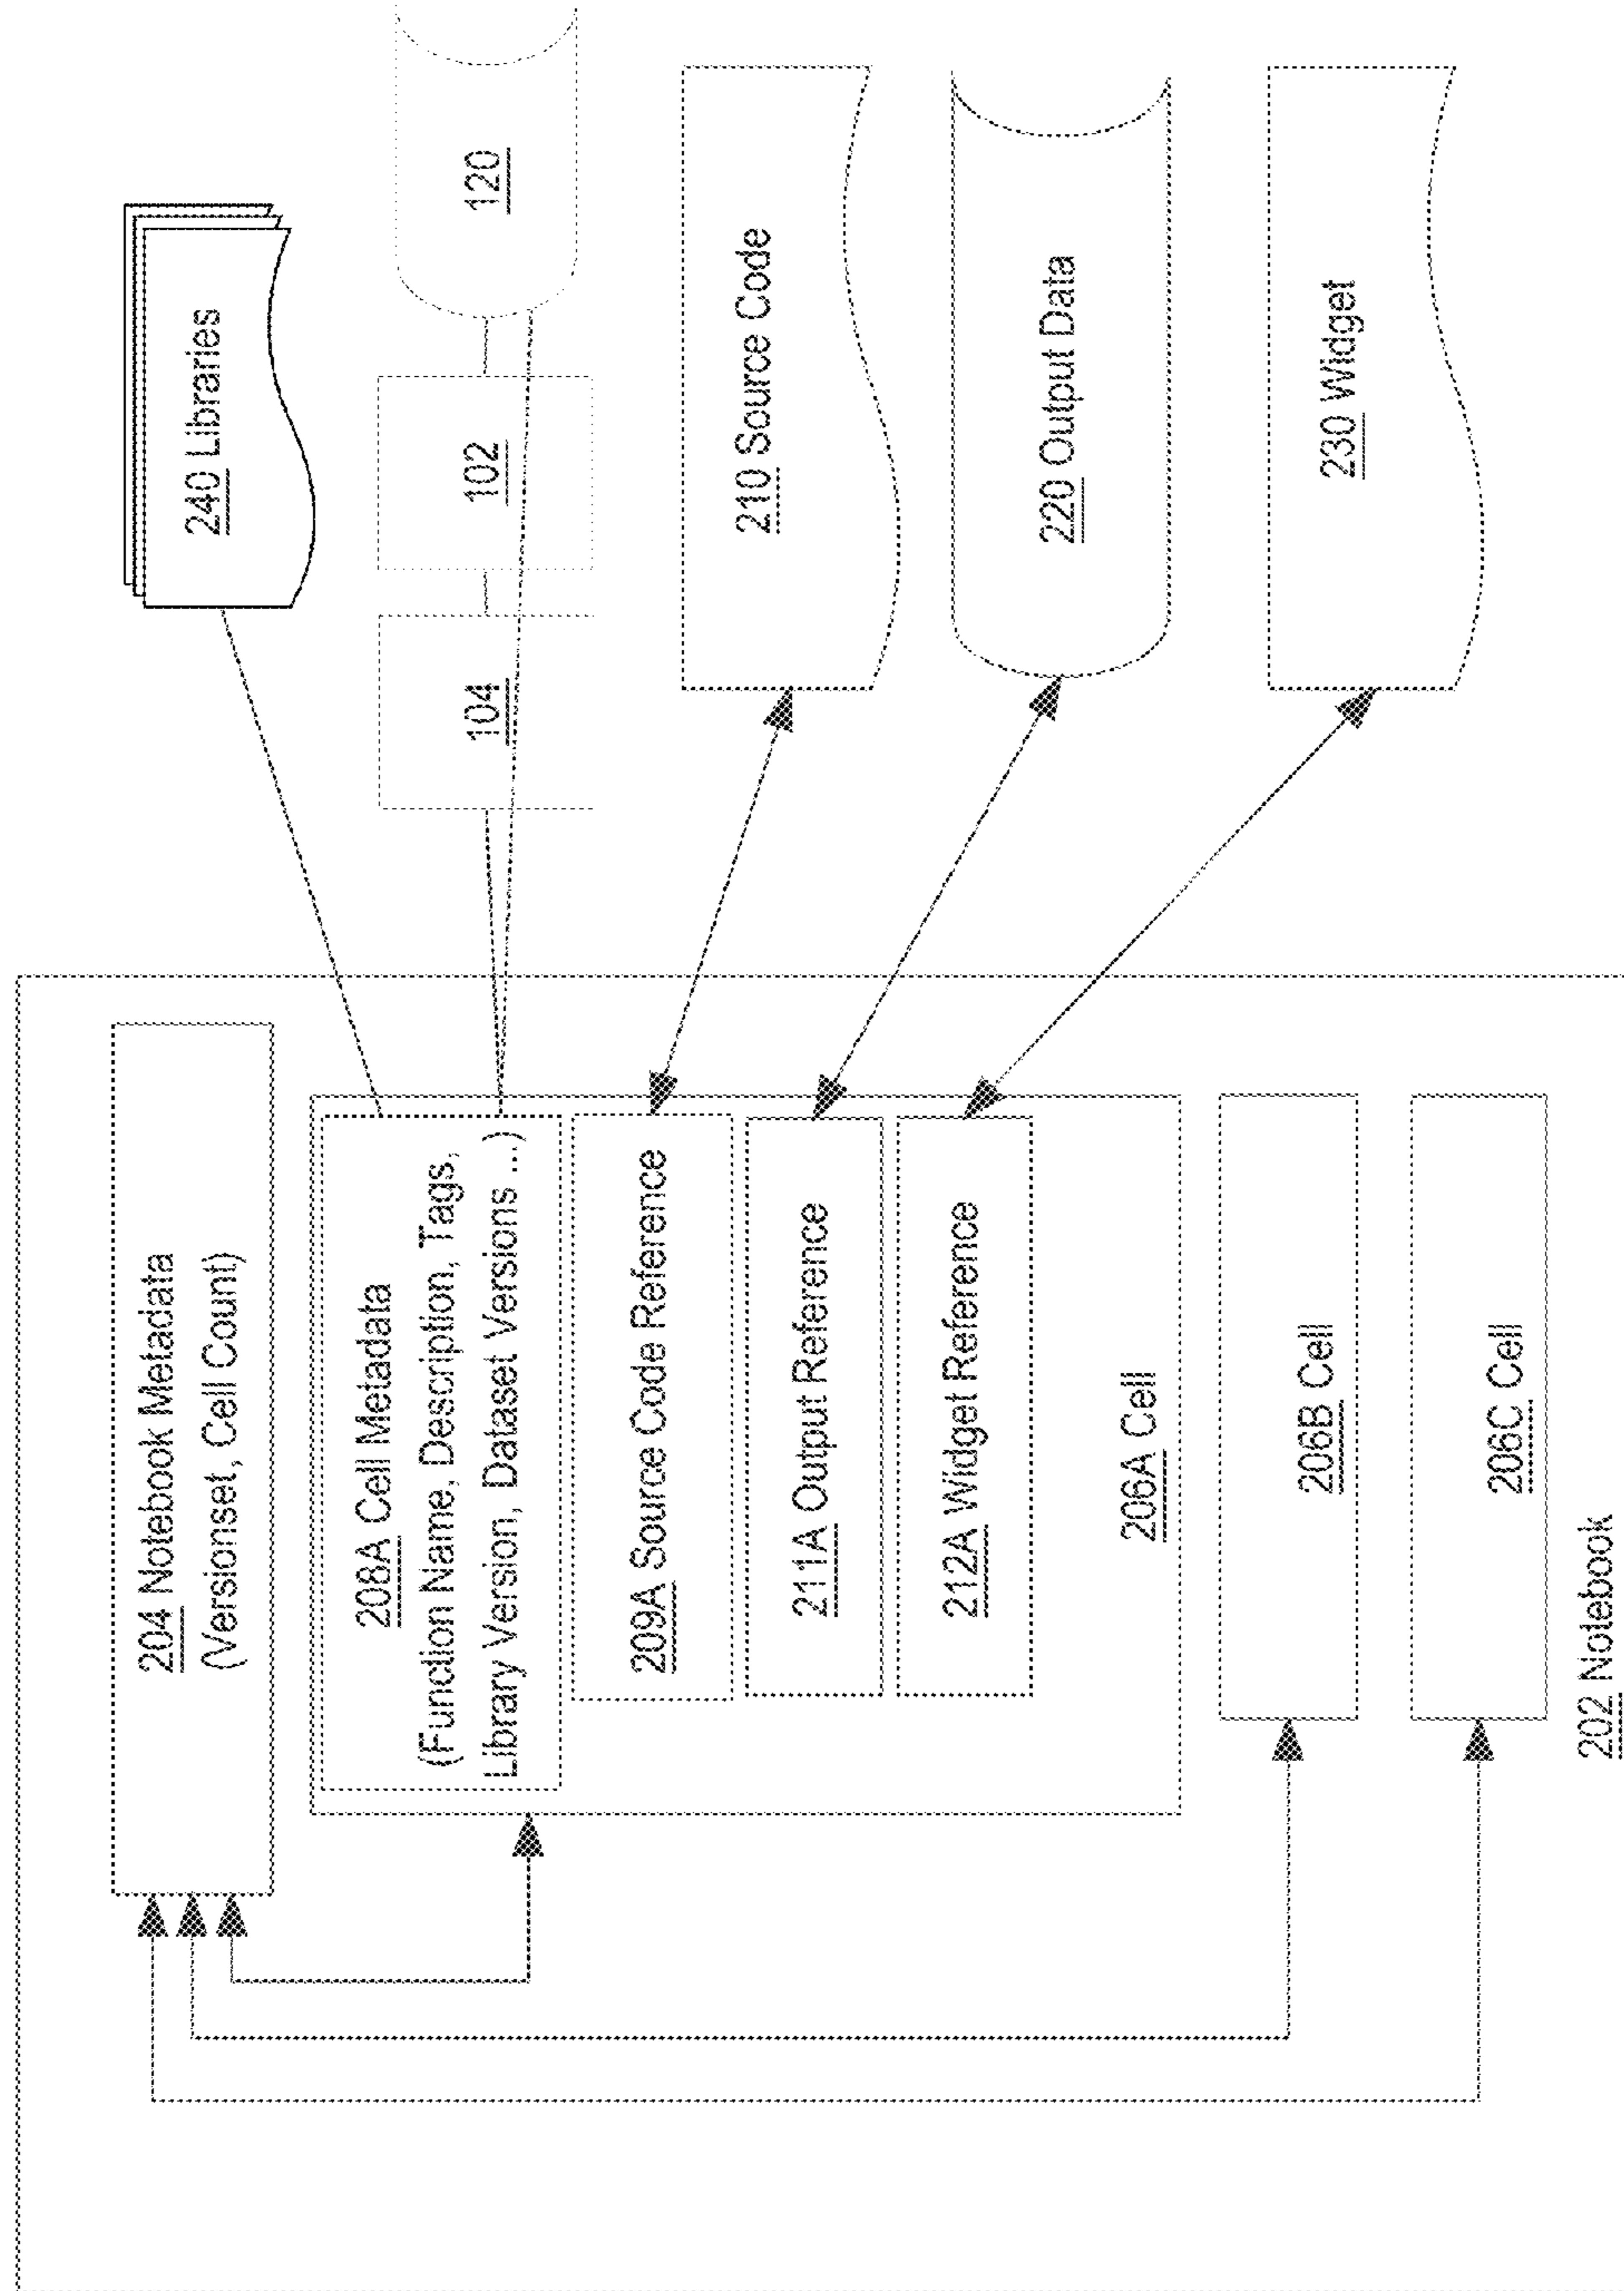 204 Notebook Metadata
(Versionset, Cell Count)
208A Cell Metadata
(Function Name, Description, Tags,
Library Version, Dataset Versions ...)
209A Source Code Reference
211A Output Reference
212A Widget Reference
206A Cell
206B Cell
206C Cell
202 Notebook
240 Libraries
104
102
120
210 Source Code
220 Output Data
230 Widget